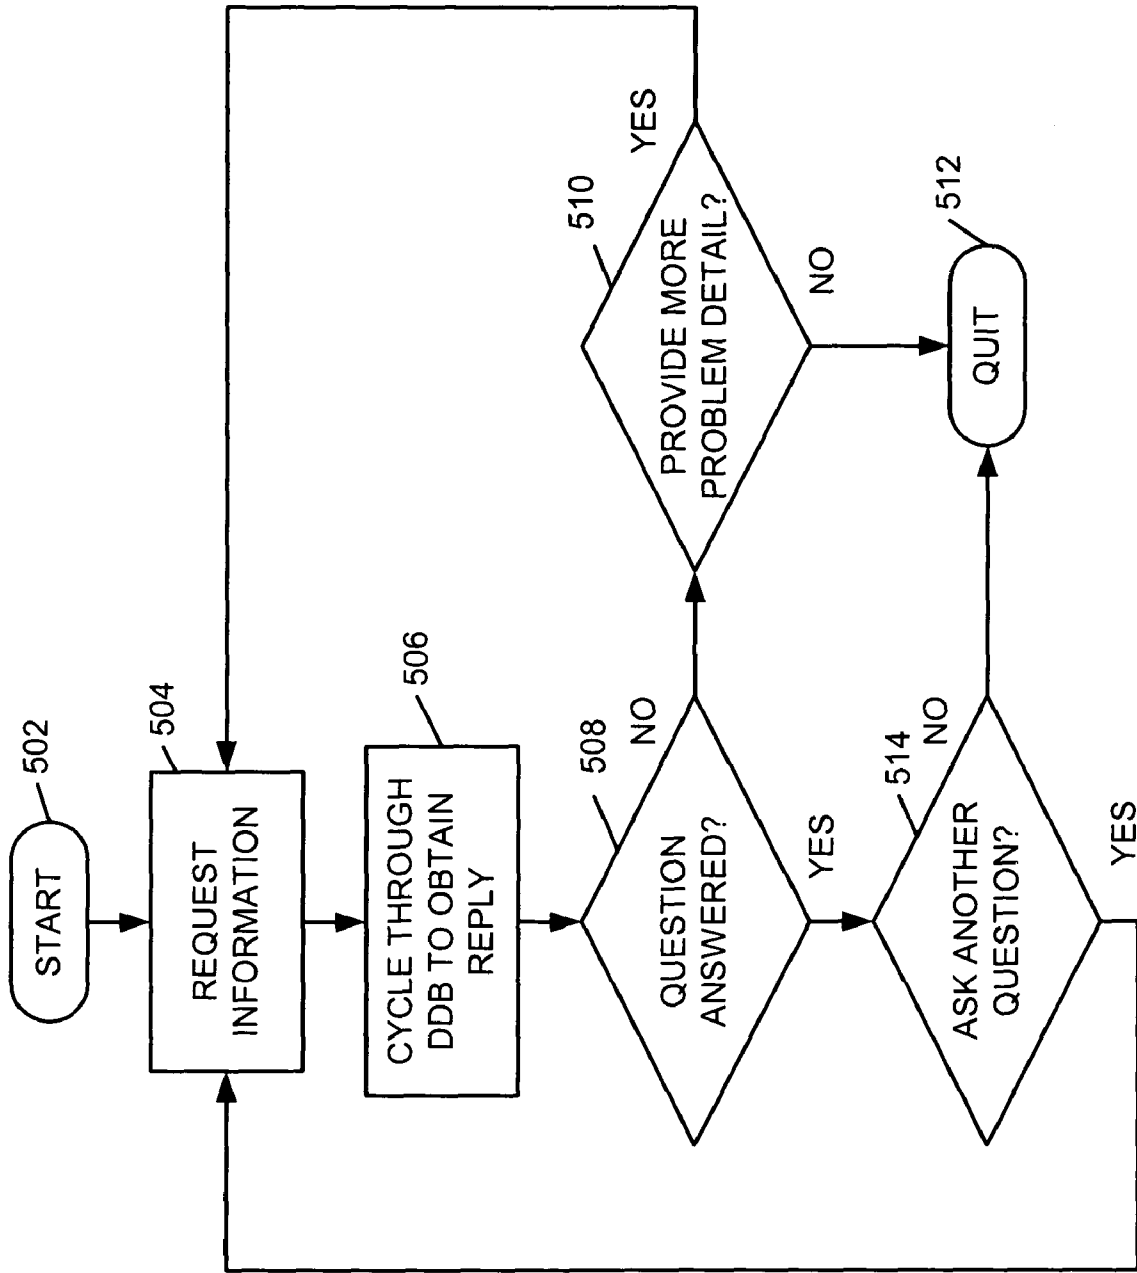 START
502
REQUEST
INFORMATION
504
CYCLE THROUGH
DDB TO OBTAIN
REPLY
506
QUESTION
ANSWERED?
508
NO
YES
PROVIDE MORE
PROBLEM DETAIL?
510
YES
NO
ASK ANOTHER
QUESTION?
514
NO
YES
QUIT
512